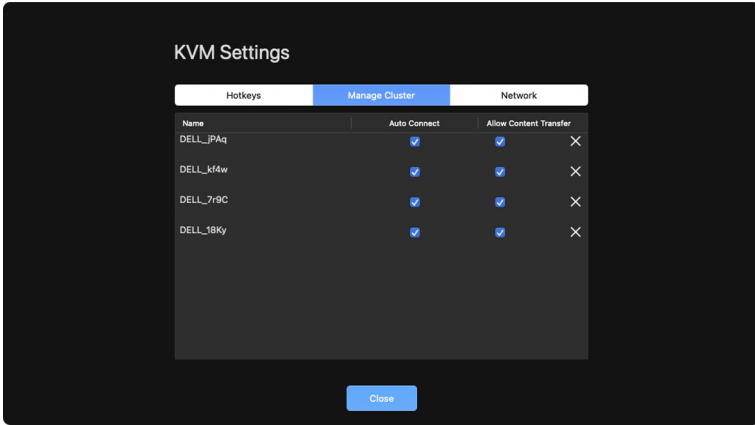 KVM Settings
Hotkeys Manage Cluster Network
Name Auto Connect Allow Content Transfer
DELL_jPAq
DELL_kf4w
DELL_7r9C
DELL_18Ky
Close